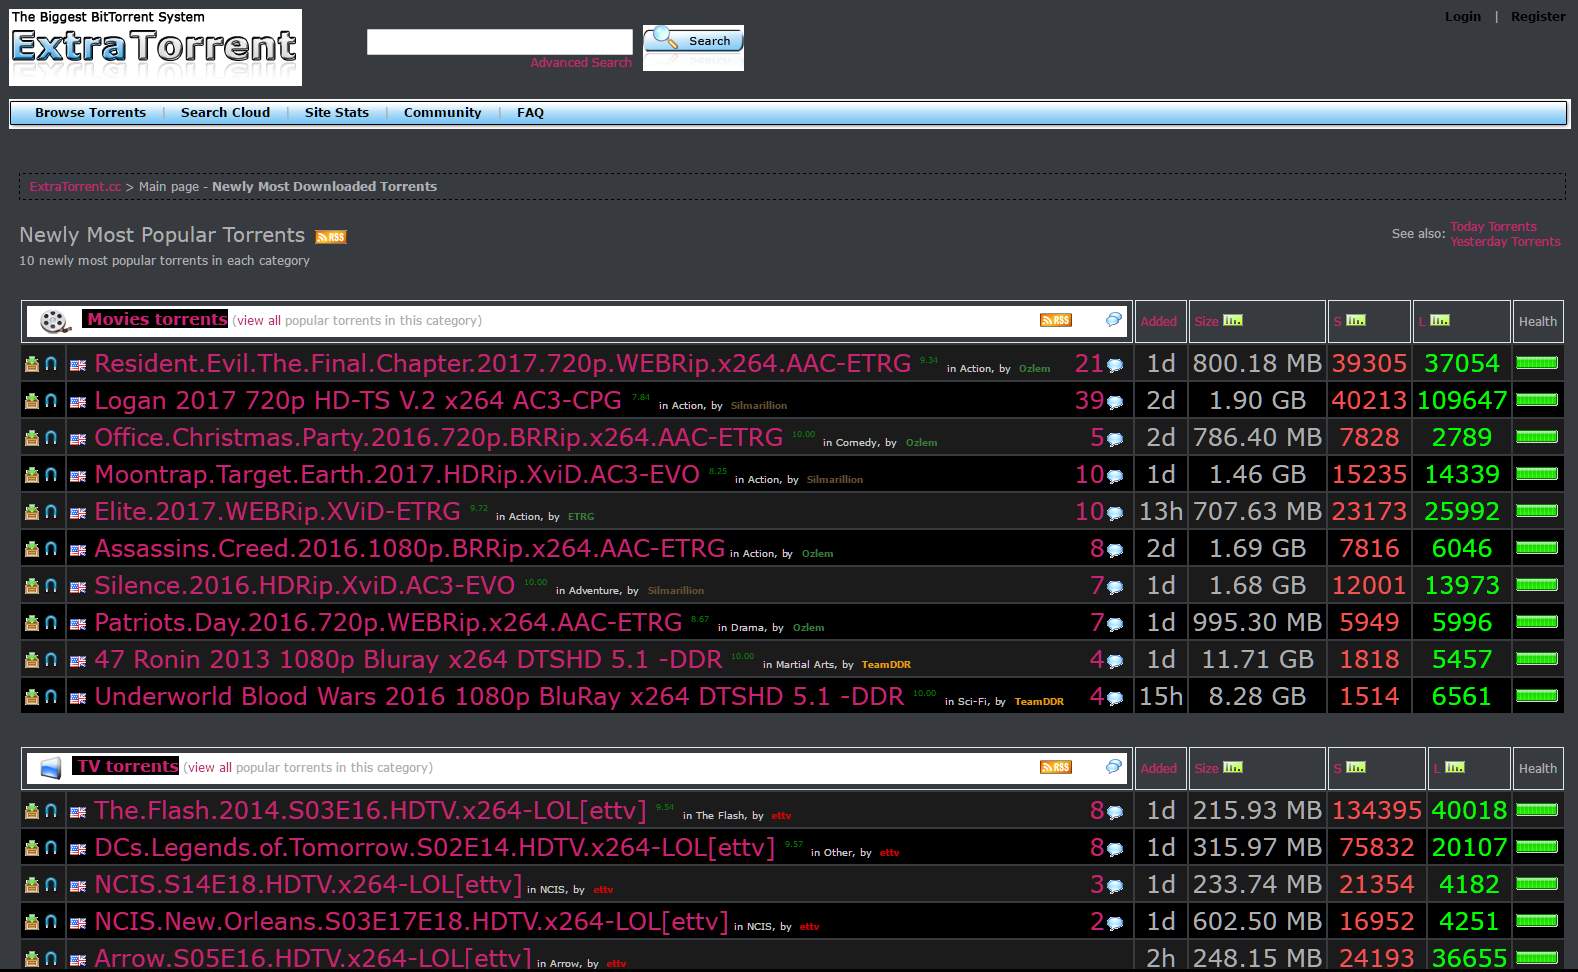 The Biggest BitTorrent System
ExtraTorrent
Search
Advanced Search
Login | Register
Browse Torrents | Search Cloud | Site Stats | Community | FAQ
ExtraTorrent.cc > Main page - Newly Most Downloaded Torrents
Newly Most Popular Torrents RSS
10 newly most popular torrents in each category
See also: Today Torrents
Yesterday Torrents
Movies torrents (view all popular torrents in this category) RSS Added Size S L Health
Resident.Evil.The.Final.Chapter.2017.720p.WEBRip.x264.AAC-ETRG 9.34 in Action, by Ozlem 21 1d 800.18 MB 39305 37054
Logan 2017 720p HD-TS V.2 x264 AC3-CPG 7.84 in Action, by Silmarillion 39 2d 1.90 GB 40213 109647
Office.Christmas.Party.2016.720p.BRRip.x264.AAC-ETRG 10.00 in Comedy, by Ozlem 5 2d 786.40 MB 7828 2789
Moontrap.Target.Earth.2017.HDRip.XviD.AC3-EVO 8.25 in Action, by Silmarillion 10 1d 1.46 GB 15235 14339
Elite.2017.WEBRip.XViD-ETRG 9.72 in Action, by ETRG 10 13h 707.63 MB 23173 25992
Assassins.Creed.2016.1080p.BRRip.x264.AAC-ETRG in Action, by Ozlem 8 2d 1.69 GB 7816 6046
Silence.2016.HDRip.XviD.AC3-EVO 10.00 in Adventure, by Silmarillion 7 1d 1.68 GB 12001 13973
Patriots.Day.2016.720p.WEBRip.x264.AAC-ETRG 8.67 in Drama, by Ozlem 7 1d 995.30 MB 5949 5996
47 Ronin 2013 1080p Bluray x264 DTSHD 5.1 -DDR 10.00 in Martial Arts, by TeamDDR 4 1d 11.71 GB 1818 5457
Underworld Blood Wars 2016 1080p BluRay x264 DTSHD 5.1 -DDR 10.00 in Sci-Fi, by TeamDDR 4 15h 8.28 GB 1514 6561
TV torrents (view all popular torrents in this category) RSS Added Size S L Health
The.Flash.2014.S03E16.HDTV.x264-LOL[ettv] 9.54 in The Flash, by ettv 8 1d 215.93 MB 134395 40018
DCs.Legends.of.Tomorrow.S02E14.HDTV.x264-LOL[ettv] 9.57 in Other, by ettv 8 1d 315.97 MB 75832 20107
NCIS.S14E18.HDTV.x264-LOL[ettv] in NCIS, by ettv 3 1d 233.74 MB 21354 4182
NCIS.New.Orleans.S03E17E18.HDTV.x264-LOL[ettv] in NCIS, by ettv 2 1d 602.50 MB 16952 4251
Arrow.S05E16.HDTV.x264-LOL[ettv] in Arrow, by ettv 2h 248.15 MB 24193 36655